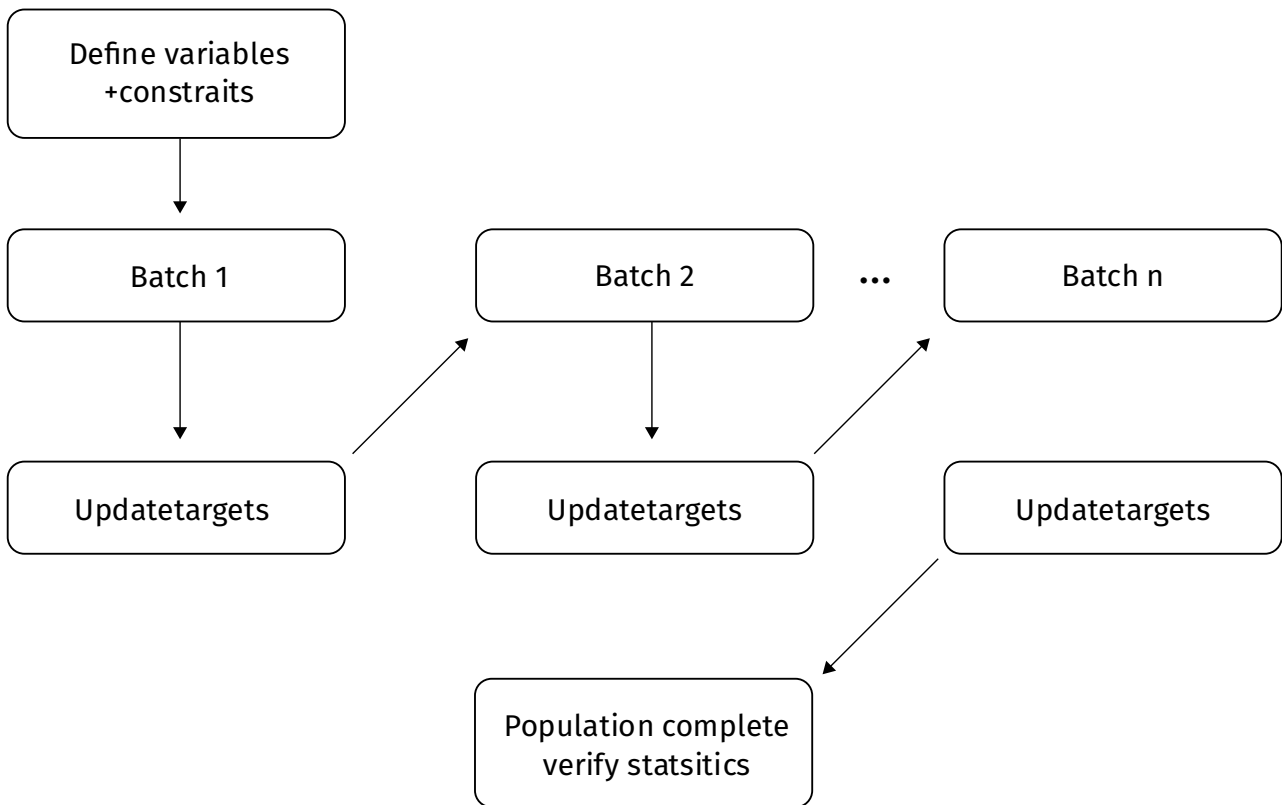 Define variables
+constraits
Batch 1
Batch 2
...
Batch n
Updatetargets
Updatetargets
Updatetargets
Population complete
verify statsitics